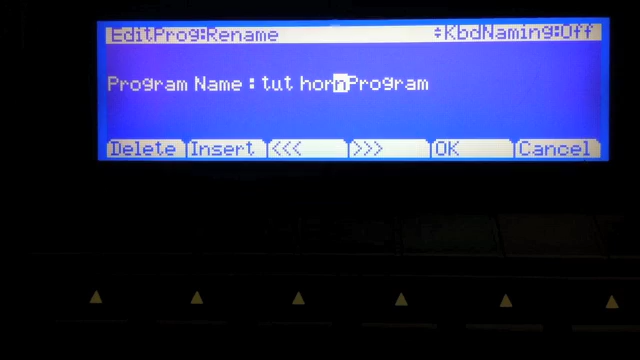 EditProg:Rename ÷KbdNaming:Off
Program Name : tut hornProgram
Delete Insert <<< >>> OK Cancel